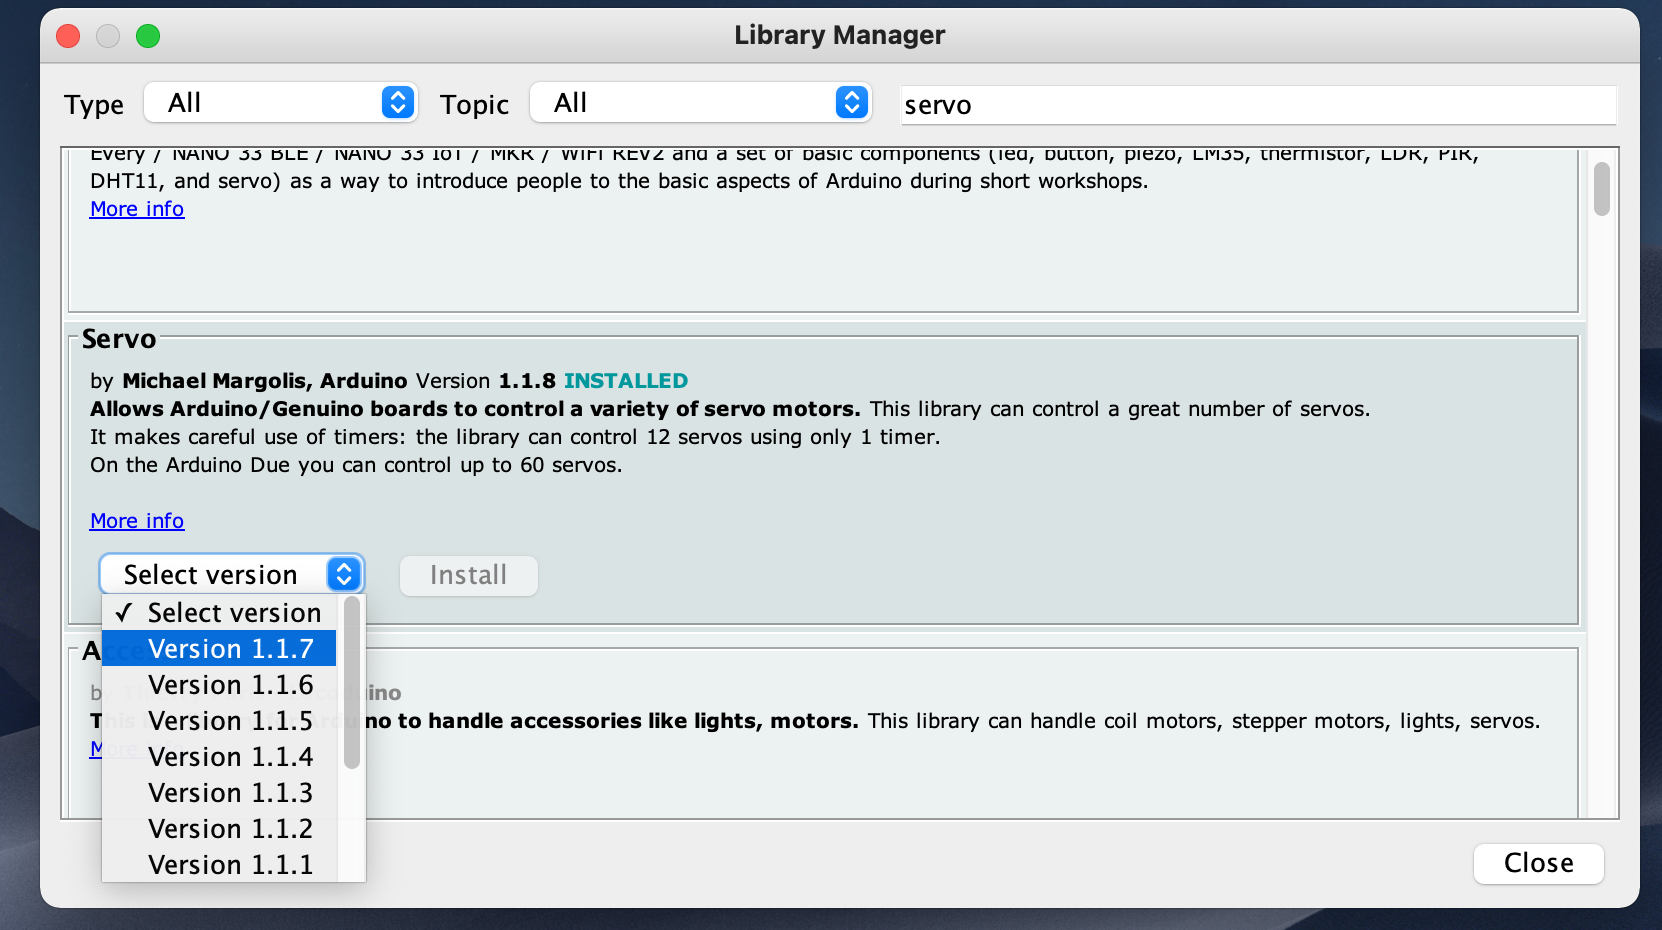 Library Manager
Type All Topic All servo
Every / NANO 33 BLE / NANO 33 IoT / MKR / WiFi REV2 and a set of basic components (led, button, piezo, LM35, thermistor, LDR, PIR,
DHT11, and servo) as a way to introduce people to the basic aspects of Arduino during short workshops.
More info
Servo
by Michael Margolis, Arduino Version 1.1.8 INSTALLED
Allows Arduino/Genuino boards to control a variety of servo motors. This library can control a great number of servos.
It makes careful use of timers: the library can control 12 servos using only 1 timer.
On the Arduino Due you can control up to 60 servos.
More info
Select version Install
✓ Select version
Version 1.1.7
Version 1.1.6
Version 1.1.5
Version 1.1.4
Version 1.1.3
Version 1.1.2
Version 1.1.1
by
This to handle accessories like lights, motors. This library can handle coil motors, stepper motors, lights, servos.
More info
Close